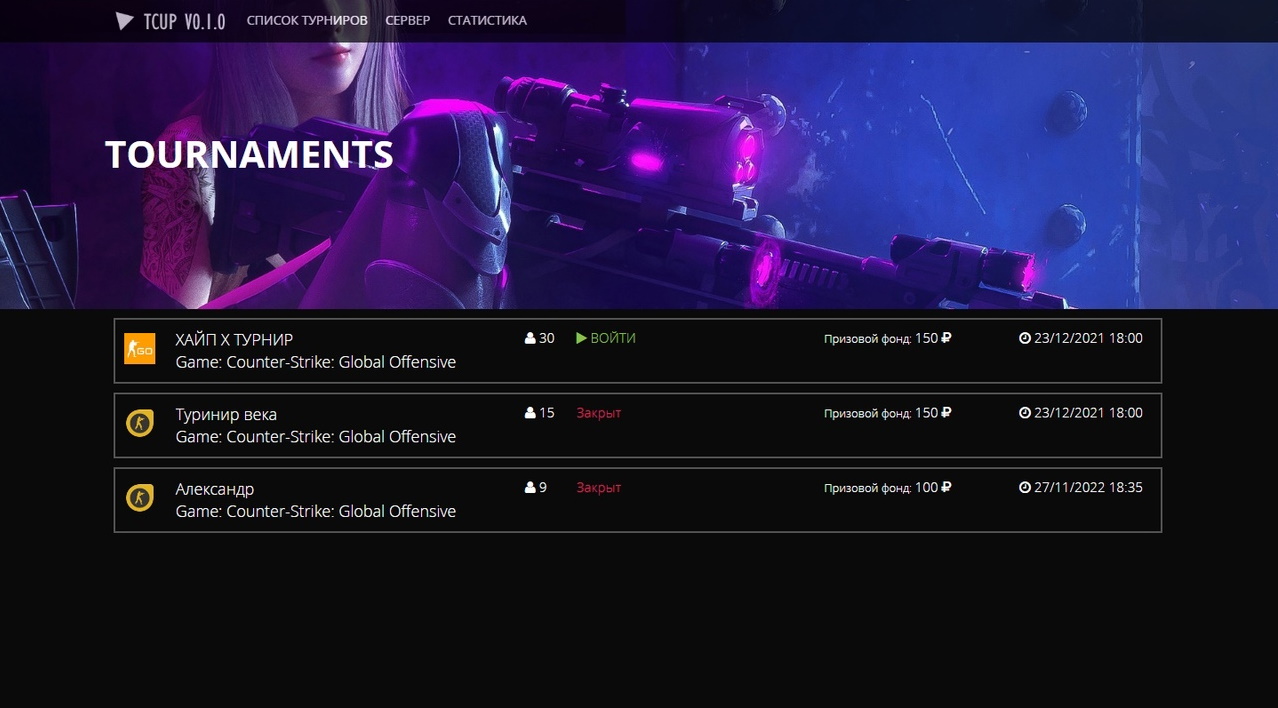 TCUP V0.1.0 СПИСОК ТУРНИРОВ СЕРВЕР СТАТИСТИКА
TOURNAMENTS
GO
ХАЙП Х ТУРНИР 30 ВОЙТИ Призовой фонд: 150 ₽ 23/12/2021 18:00
Game: Counter-Strike: Global Offensive
Туринир века 15 Закрыт Призовой фонд: 150 ₽ 23/12/2021 18:00
Game: Counter-Strike: Global Offensive
Александр 9 Закрыт Призовой фонд: 100 ₽ 27/11/2022 18:35
Game: Counter-Strike: Global Offensive